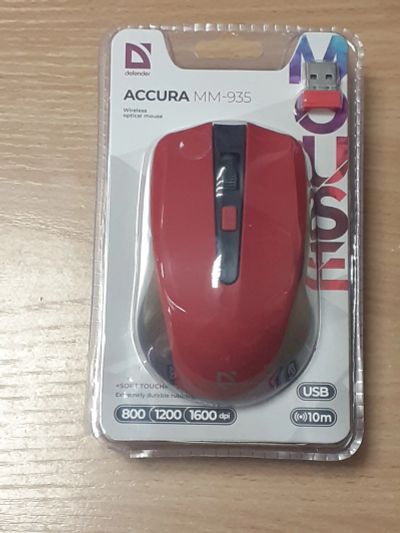 defender
ACCURA MM-935
Wireless
optical mouse
MOUSE
«SOFT TOUCH»
Extremely durable
800 1200 1600 dpi
USB
10m